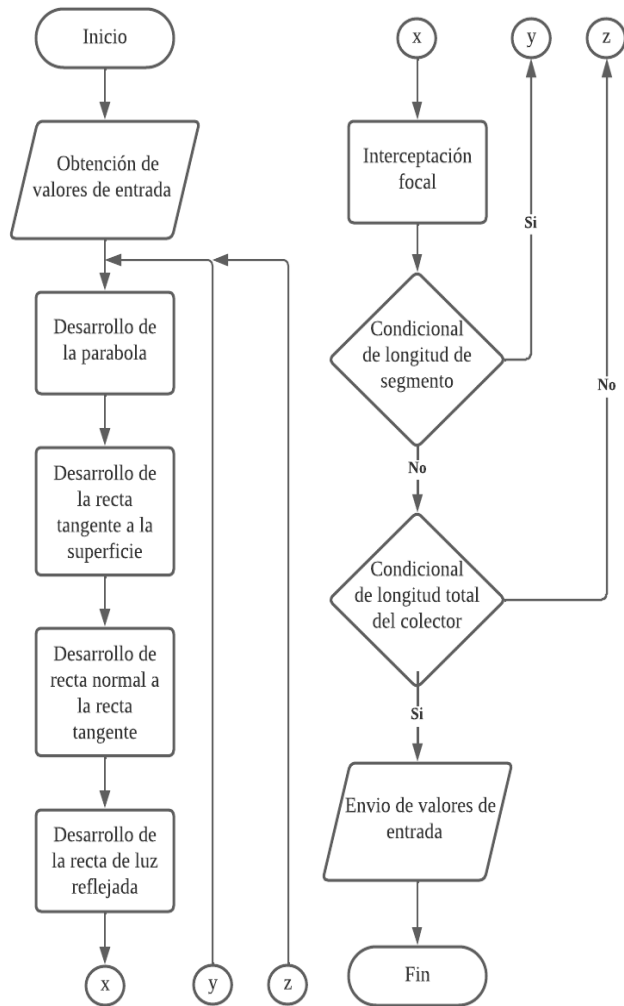 Inicio
Obtención de
valores de entrada
Desarrollo de
la parabola
Desarrollo de
la recta
tangente a la
superficie
Desarrollo de
recta normal a
la recta
tangente
Desarrollo de
la recta de luz
reflejada
x
y
z
x
y
z
Interceptación
focal
Si
Condicional
de longitud de
segmento
No
No
Condicional
de longitud total
del colector
Si
Envio de valores de
entrada
Fin